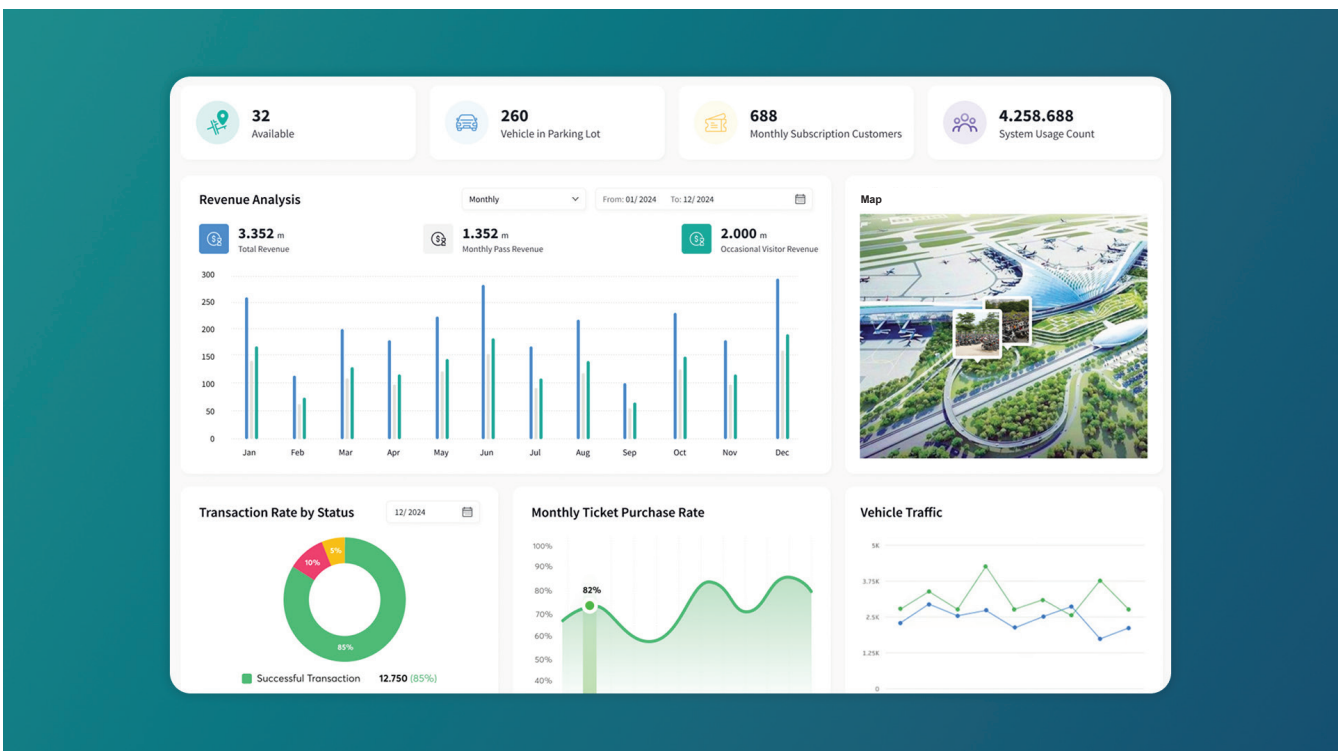 32
Available
260
Vehicle in Parking Lot
688
Monthly Subscription Customers
4.258.688
System Usage Count
Revenue Analysis
Monthly
From: 01/ 2024 To: 12/ 2024
3.352 m
Total Revenue
1.352 m
Monthly Pass Revenue
2.000 m
Occasional Visitor Revenue
300
250
200
150
100
50
0
Jan Feb Mar Apr May Jun Jul Aug Sep Oct Nov Dec
Map
Transaction Rate by Status
12/ 2024
5%
10%
85%
Successful Transaction 12.750 (85%)
Monthly Ticket Purchase Rate
100%
90%
80%
70%
60%
50%
40%
82%
Vehicle Traffic
5K
3.75K
2.5K
1.25K
0